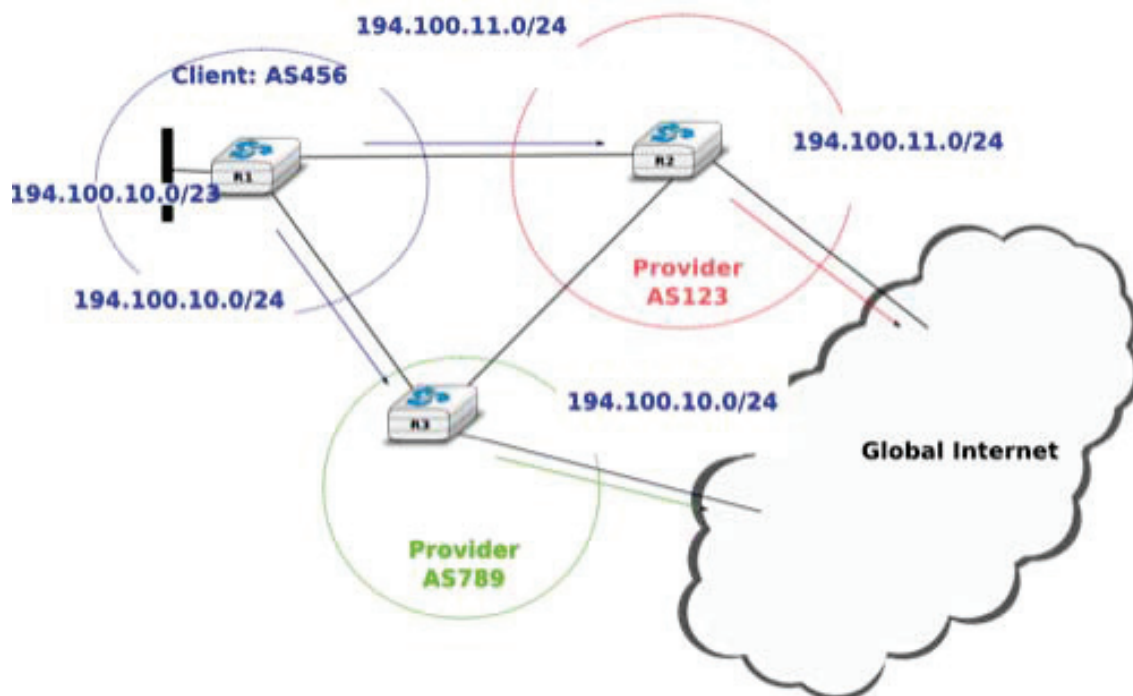 194.100.11.0/24
Client: AS456
194.100.11.0/24
R1
R2
194.100.10.0/23
Provider
AS123
194.100.10.0/24
194.100.10.0/24
R3
Global Internet
Provider
AS789